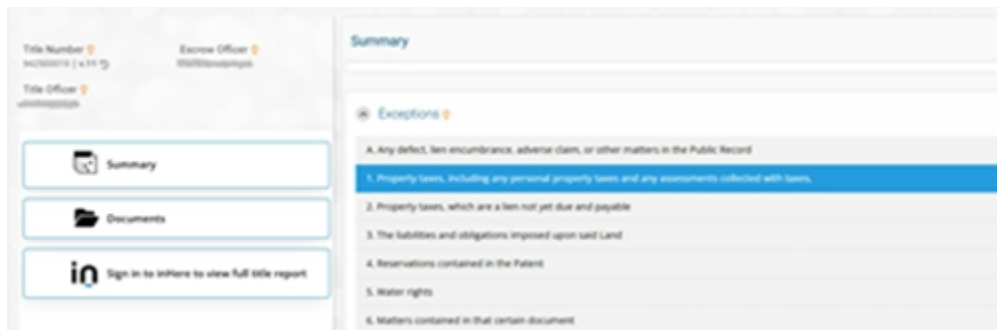 Title Number
Escrow Officer
Title Officer
Summary
Documents
in Sign in to inHere to view full title report
Summary
Exceptions
A. Any defect, lien encumbrance, adverse claim, or other matters in the Public Record
1. Property taxes, including any personal property taxes and any assessments collected with taxes,
2. Property taxes, which are a lien not yet due and payable
3. The liabilities and obligations imposed upon said Land
4. Reservations contained in the Patent
5. Water rights
6. Matters contained in that certain document